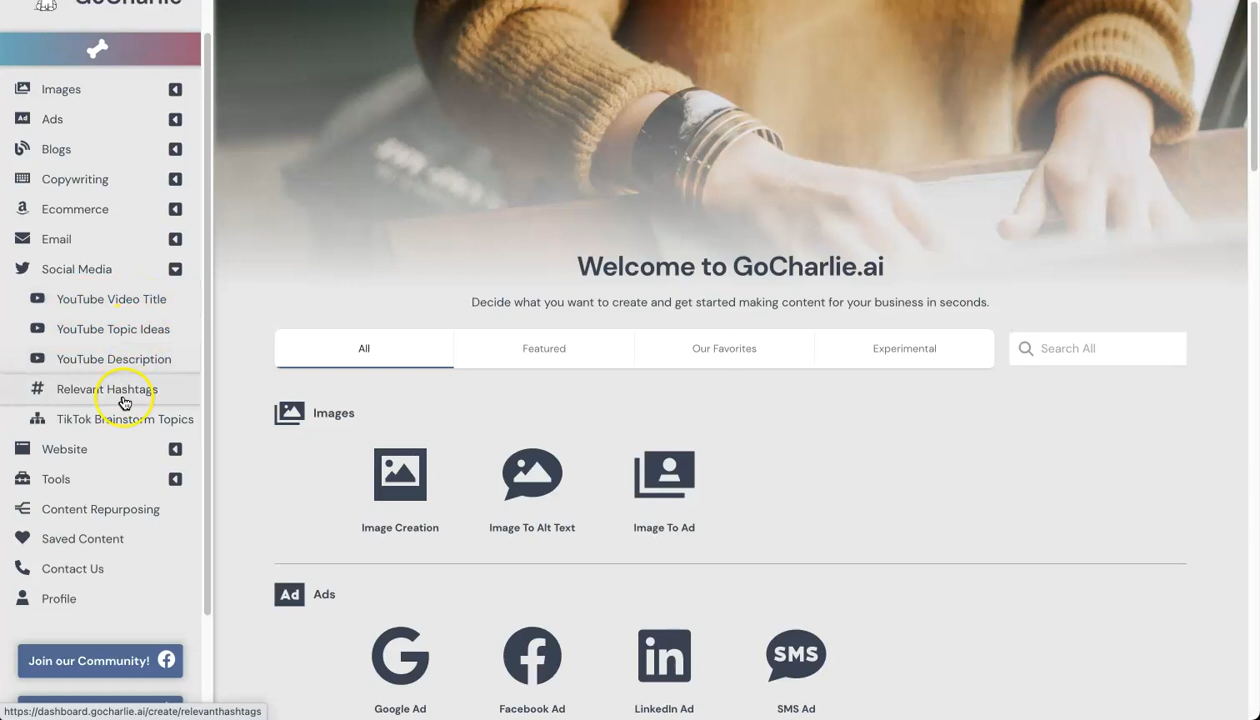 GoCharlie
Images
Ads
Blogs
Copywriting
Ecommerce
Email
Social Media
YouTube Video Title
YouTube Topic Ideas
YouTube Description
Relevant Hashtags
TikTok Brainstorm Topics
Website
Tools
Content Repurposing
Saved Content
Contact Us
Profile
Join our Community!
https://dashboard.gocharlie.ai/create/relevanthashtags
Welcome to GoCharlie.ai
Decide what you want to create and get started making content for your business in seconds.
All Featured Our Favorites Experimental Search All
Images
Image Creation Image To Alt Text Image To Ad
Ad Ads
SMS
Google Ad Facebook Ad LinkedIn Ad SMS Ad